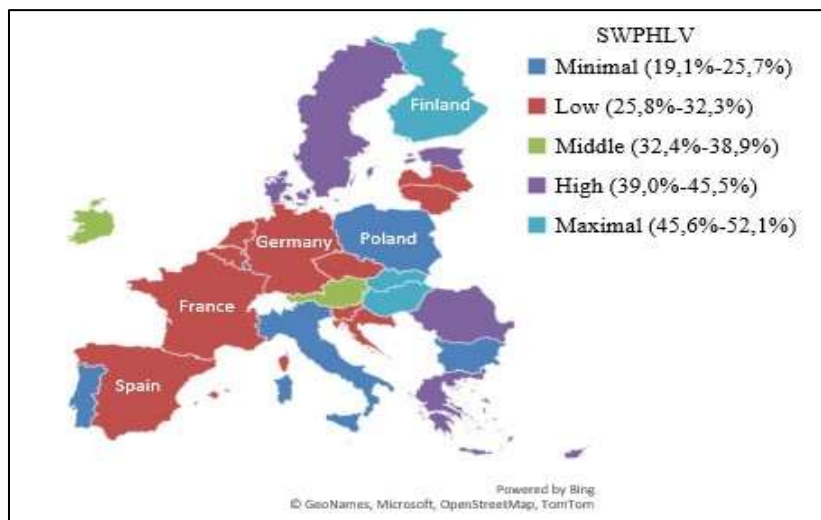 SWPHLV
Minimal (19,1%-25,7%)
Low (25,8%-32,3%)
Middle (32,4%-38,9%)
High (39,0%-45,5%)
Maximal (45,6%-52,1%)
Finland
Germany
Poland
France
Spain
Powered by Bing
© GeoNames, Microsoft, OpenStreetMap, TomTom